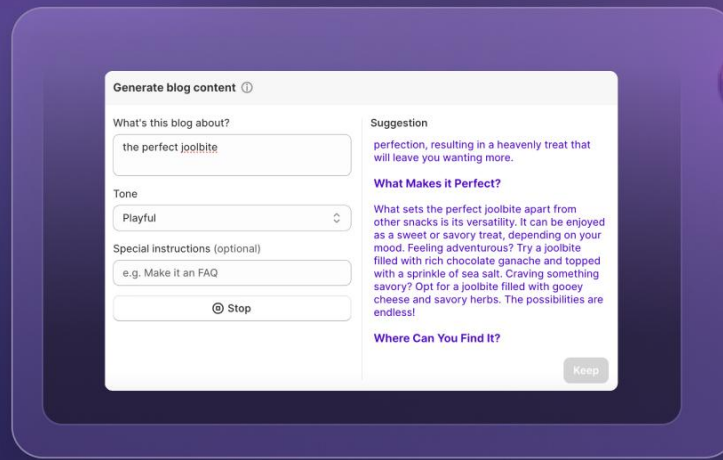 Generate blog content
What's this blog about?
the perfect joolbite
Tone
Playful
Special instructions (optional)
e.g. Make it an FAQ
Stop
Suggestion
perfection, resulting in a heavenly treat that
will leave you wanting more.
What Makes it Perfect?
What sets the perfect joolbite apart from
other snacks is its versatility. It can be enjoyed
as a sweet or savory treat, depending on your
mood. Feeling adventurous? Try a joolbite
filled with rich chocolate ganache and topped
with a sprinkle of sea salt. Craving something
savory? Opt for a joolbite filled with gooey
cheese and savory herbs. The possibilities are
endless!
Where Can You Find It?
Keep